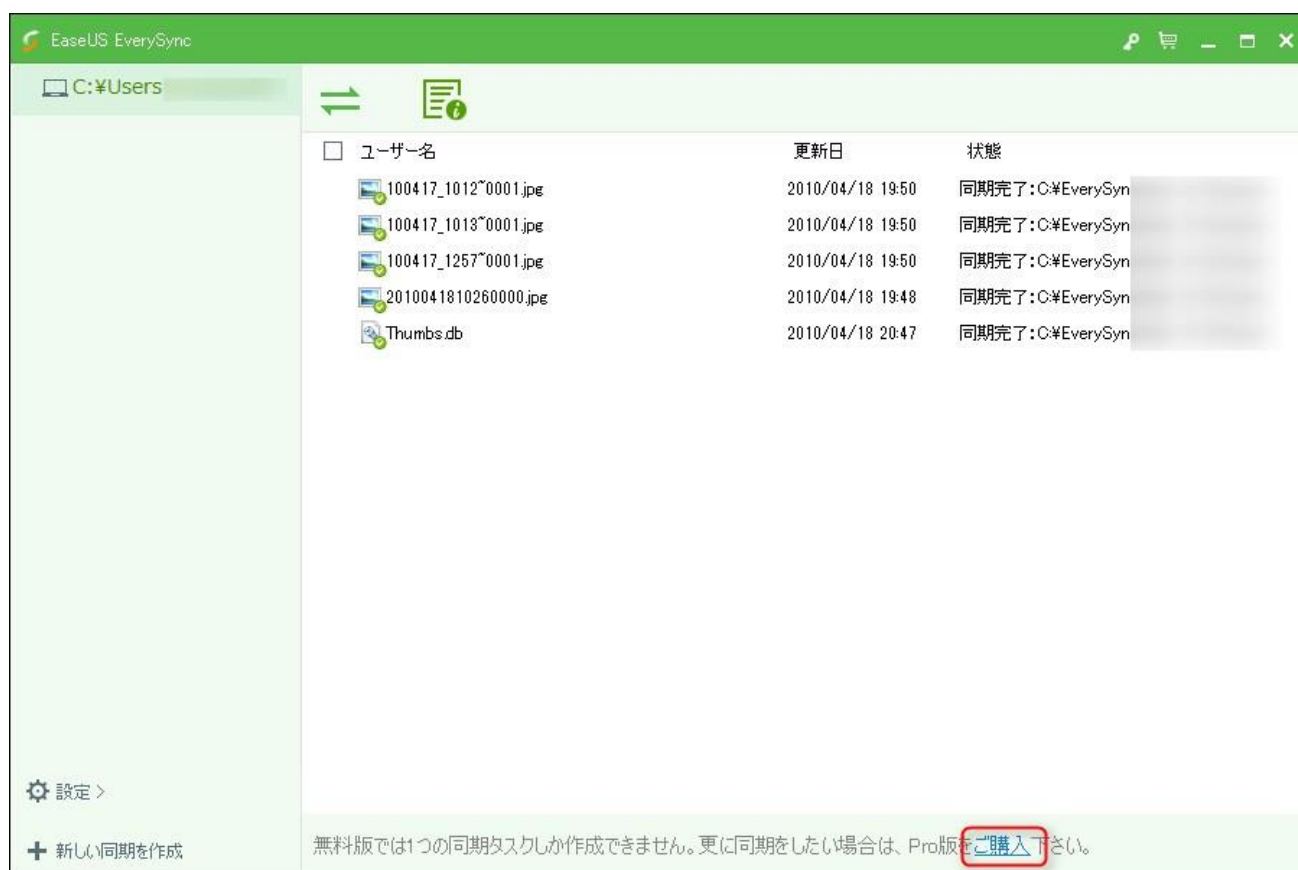 EaseUS EverySync
C:¥Users
ユーザー名 更新日 状態
100417_1012~0001.jpg 2010/04/18 19:50 同期完了:C:¥EverySyn
100417_1013~0001.jpg 2010/04/18 19:50 同期完了:C:¥EverySyn
100417_1257~0001.jpg 2010/04/18 19:50 同期完了:C:¥EverySyn
2010041810260000.jpg 2010/04/18 19:48 同期完了:C:¥EverySyn
Thumbs.db 2010/04/18 20:47 同期完了:C:¥EverySyn
設定 >
新しい同期を作成
無料版では1つの同期タスクしか作成できません。更に同期をしたい場合は、Pro版をご購入下さい。